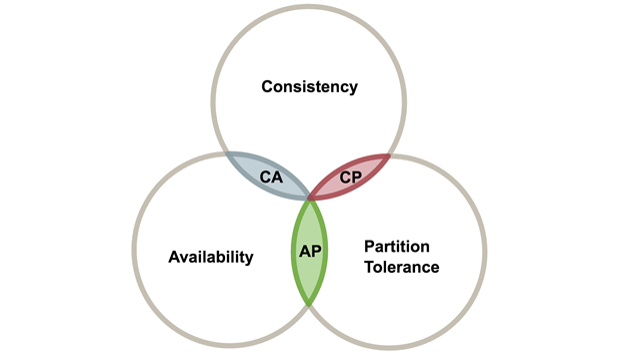 Consistency
CA
CP
Availability
AP
Partition
Tolerance